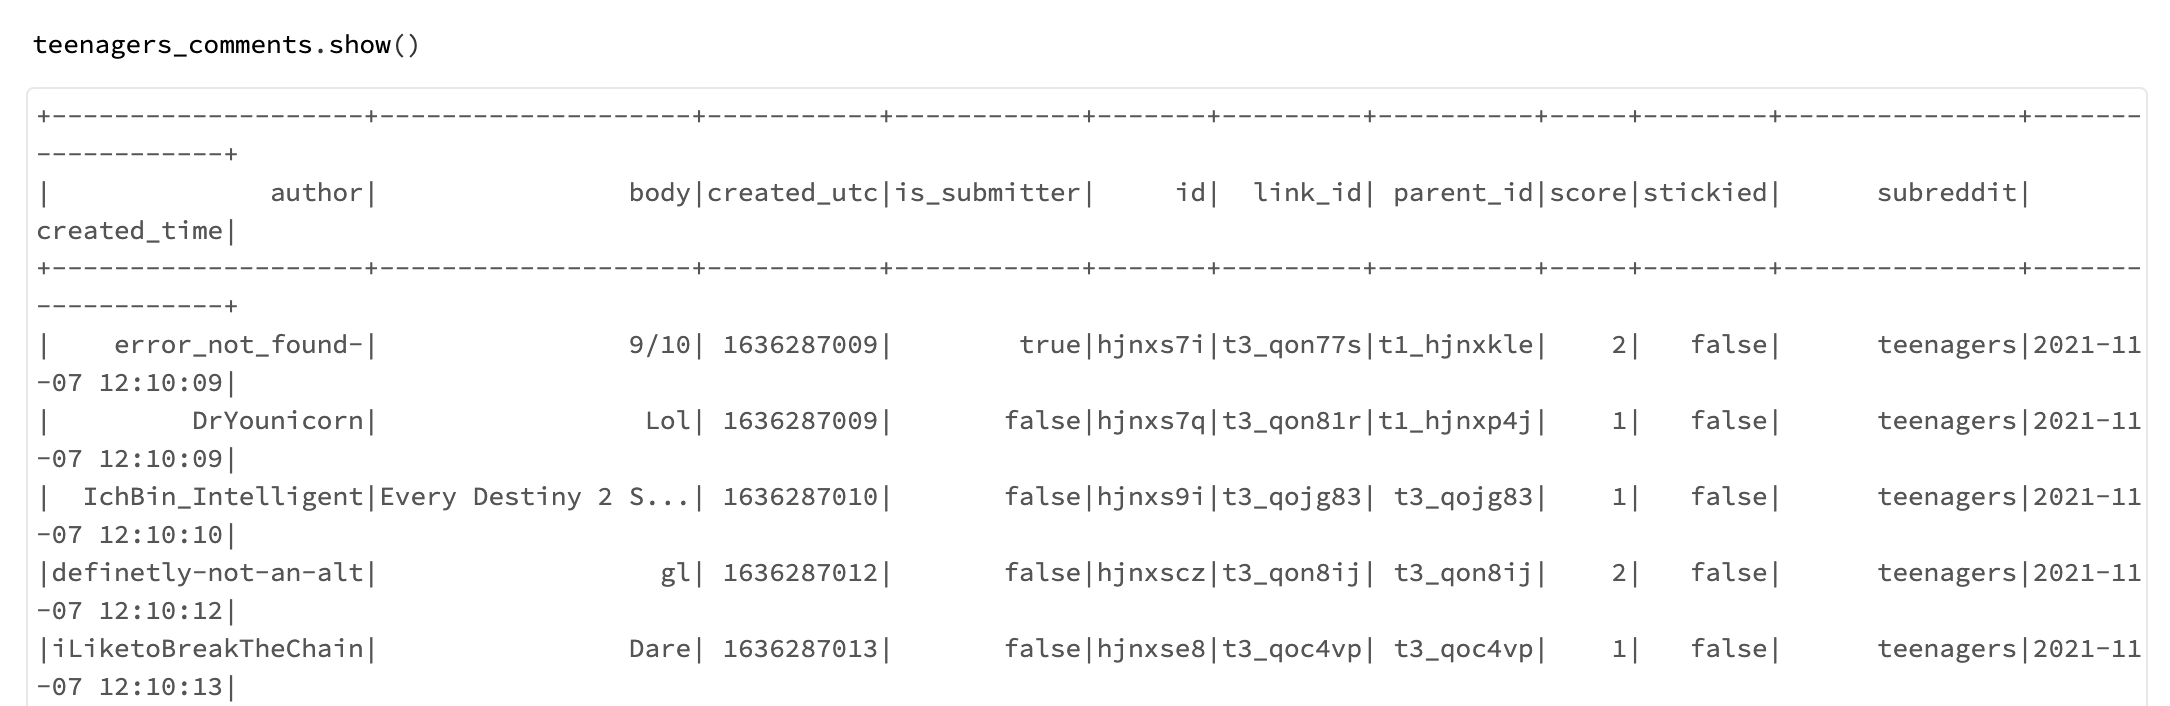 teenagers_comments.show()
+--------------------+--------------------+-----------+------------+-------+---------+----------+-----+--------+---------------+-------
------------+
|              author|                body|created_utc|is_submitter|     id|  link_id| parent_id|score|stickied|      subreddit|
created_time|
+--------------------+--------------------+-----------+------------+-------+---------+----------+-----+--------+---------------+-------
------------+
|    error_not_found-|                9/10| 1636287009|        true|hjnxs7i|t3_qon77s|t1_hjnxkle|    2|   false|      teenagers|2021-11
-07 12:10:09|
|         DrYounicorn|                 Lol| 1636287009|       false|hjnxs7q|t3_qon81r|t1_hjnxp4j|    1|   false|      teenagers|2021-11
-07 12:10:09|
|  IchBin_Intelligent|Every Destiny 2 S...| 1636287010|       false|hjnxs9i|t3_qojg83| t3_qojg83|    1|   false|      teenagers|2021-11
-07 12:10:10|
|definetly-not-an-alt|                  gl| 1636287012|       false|hjnxscz|t3_qon8ij| t3_qon8ij|    2|   false|      teenagers|2021-11
-07 12:10:12|
|iLiketoBreakTheChain|                Dare| 1636287013|       false|hjnxse8|t3_qoc4vp| t3_qoc4vp|    1|   false|      teenagers|2021-11
-07 12:10:13|